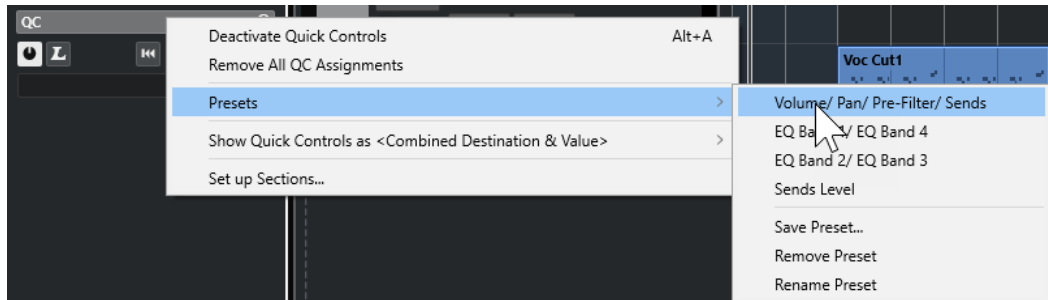 QC
L
Deactivate Quick Controls Alt+A
Remove All QC Assignments
Presets >
Show Quick Controls as <Combined Destination & Value> >
Set up Sections...
Voc Cut1
Volume/ Pan/ Pre-Filter/ Sends
EQ Band / EQ Band 4
EQ Band 2/ EQ Band 3
Sends Level
Save Preset...
Remove Preset
Rename Preset